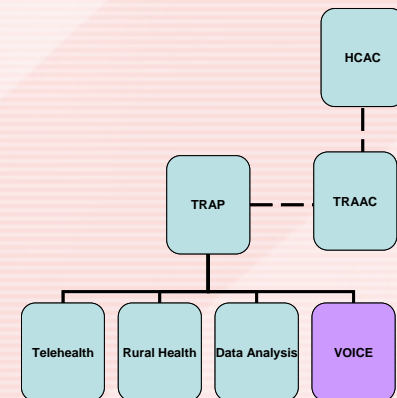 HCAC
TRAP
TRAAC
Telehealth
Rural Health
Data Analysis
VOICE